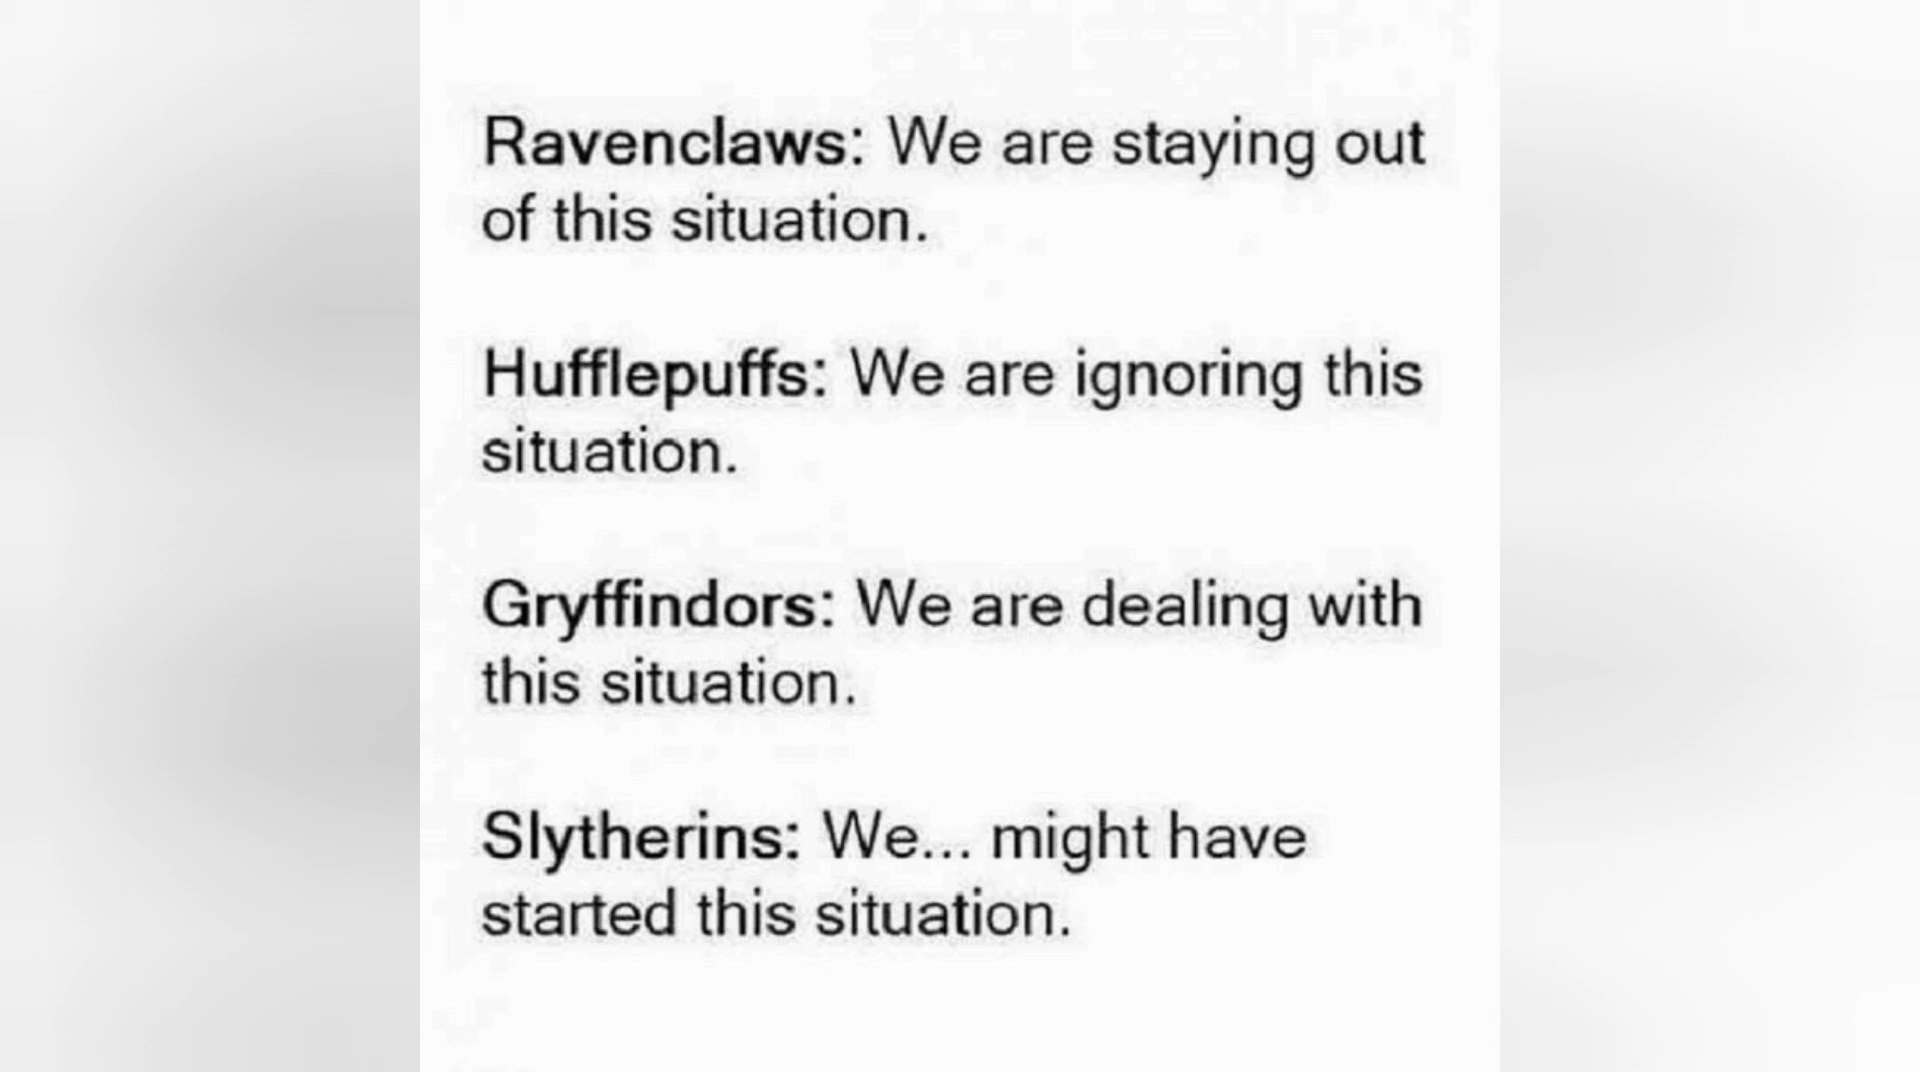 Ravenclaws: We are staying out
of this situation.
Hufflepuffs: We are ignoring this
situation.
Gryffindors: We are dealing with
this situation.
Slytherins: We... might have
started this situation.